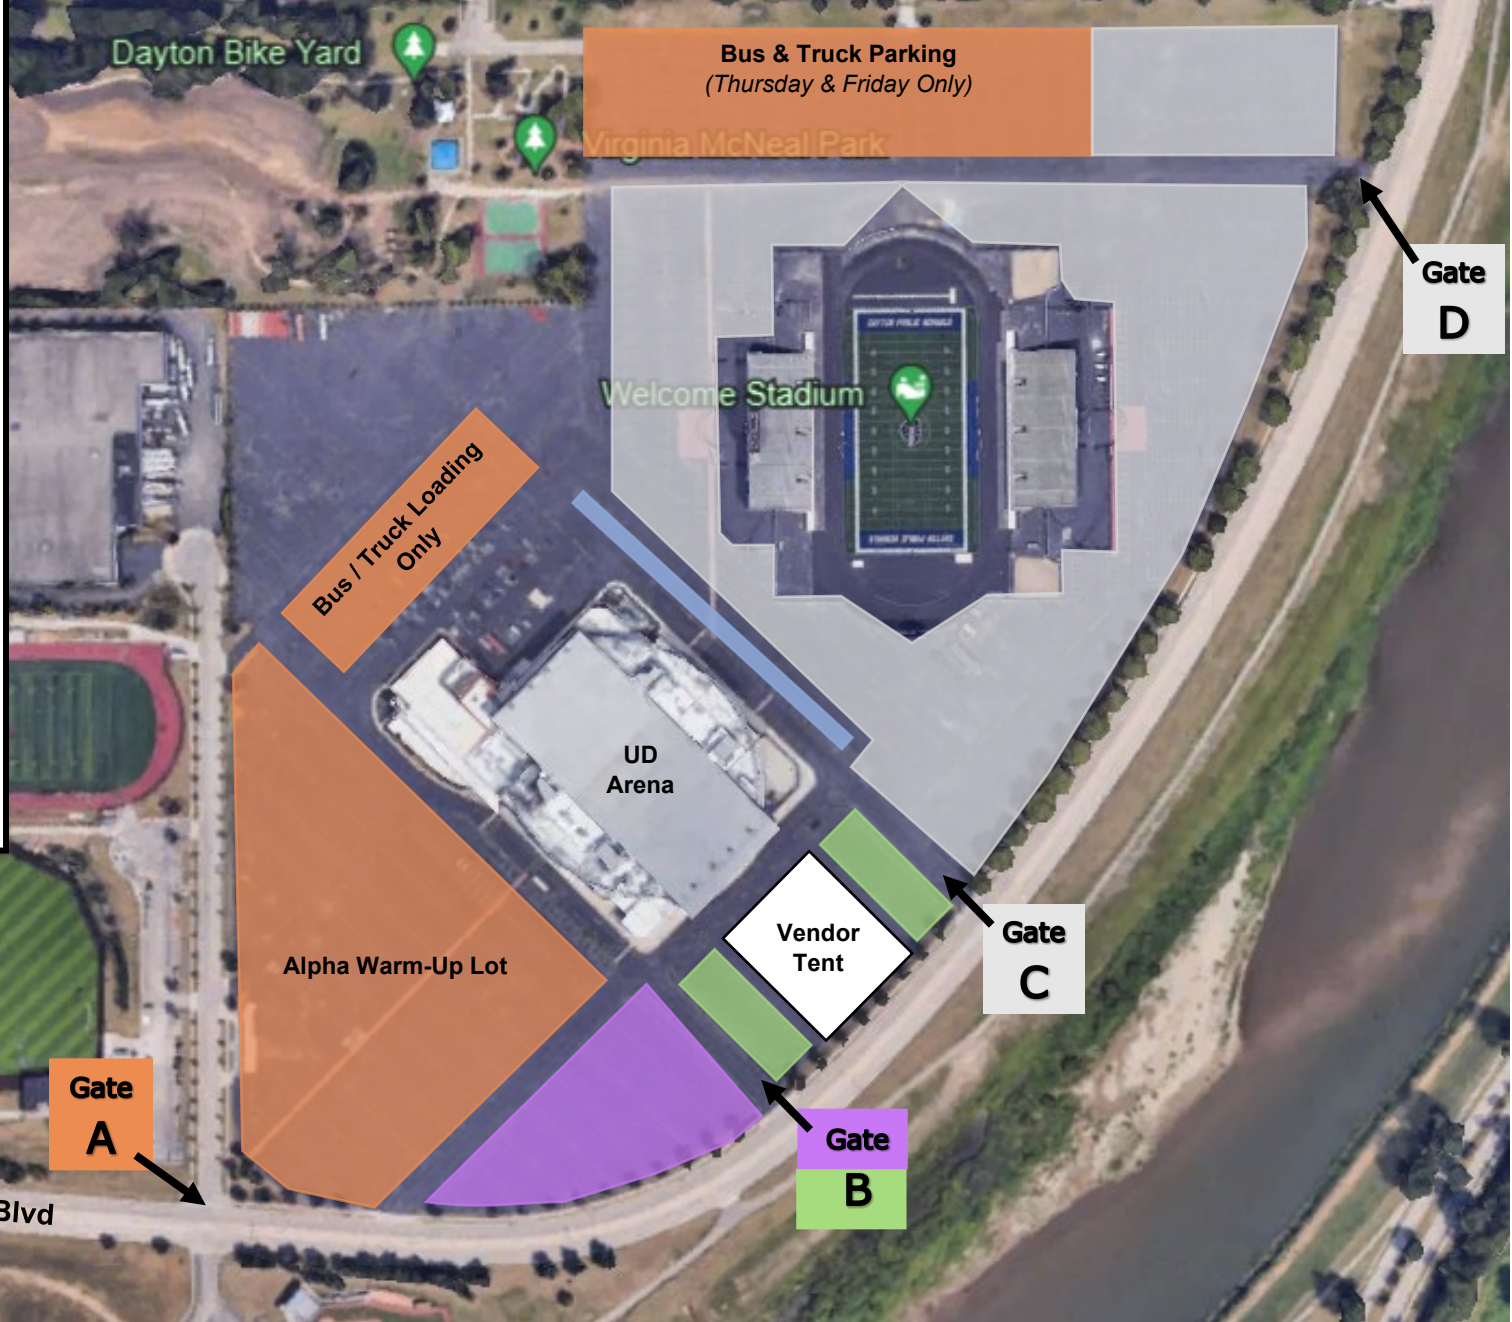 Dayton Bike Yard
Bus & Truck Parking
(Thursday & Friday Only)
Virginia McNeal Park
Gate
D
Welcome Stadium
Bus / Truck Loading
Only
UD
Arena
Vendor
Tent
Gate
C
Alpha Warm-Up Lot
Gate
A
Gate
B
Blvd